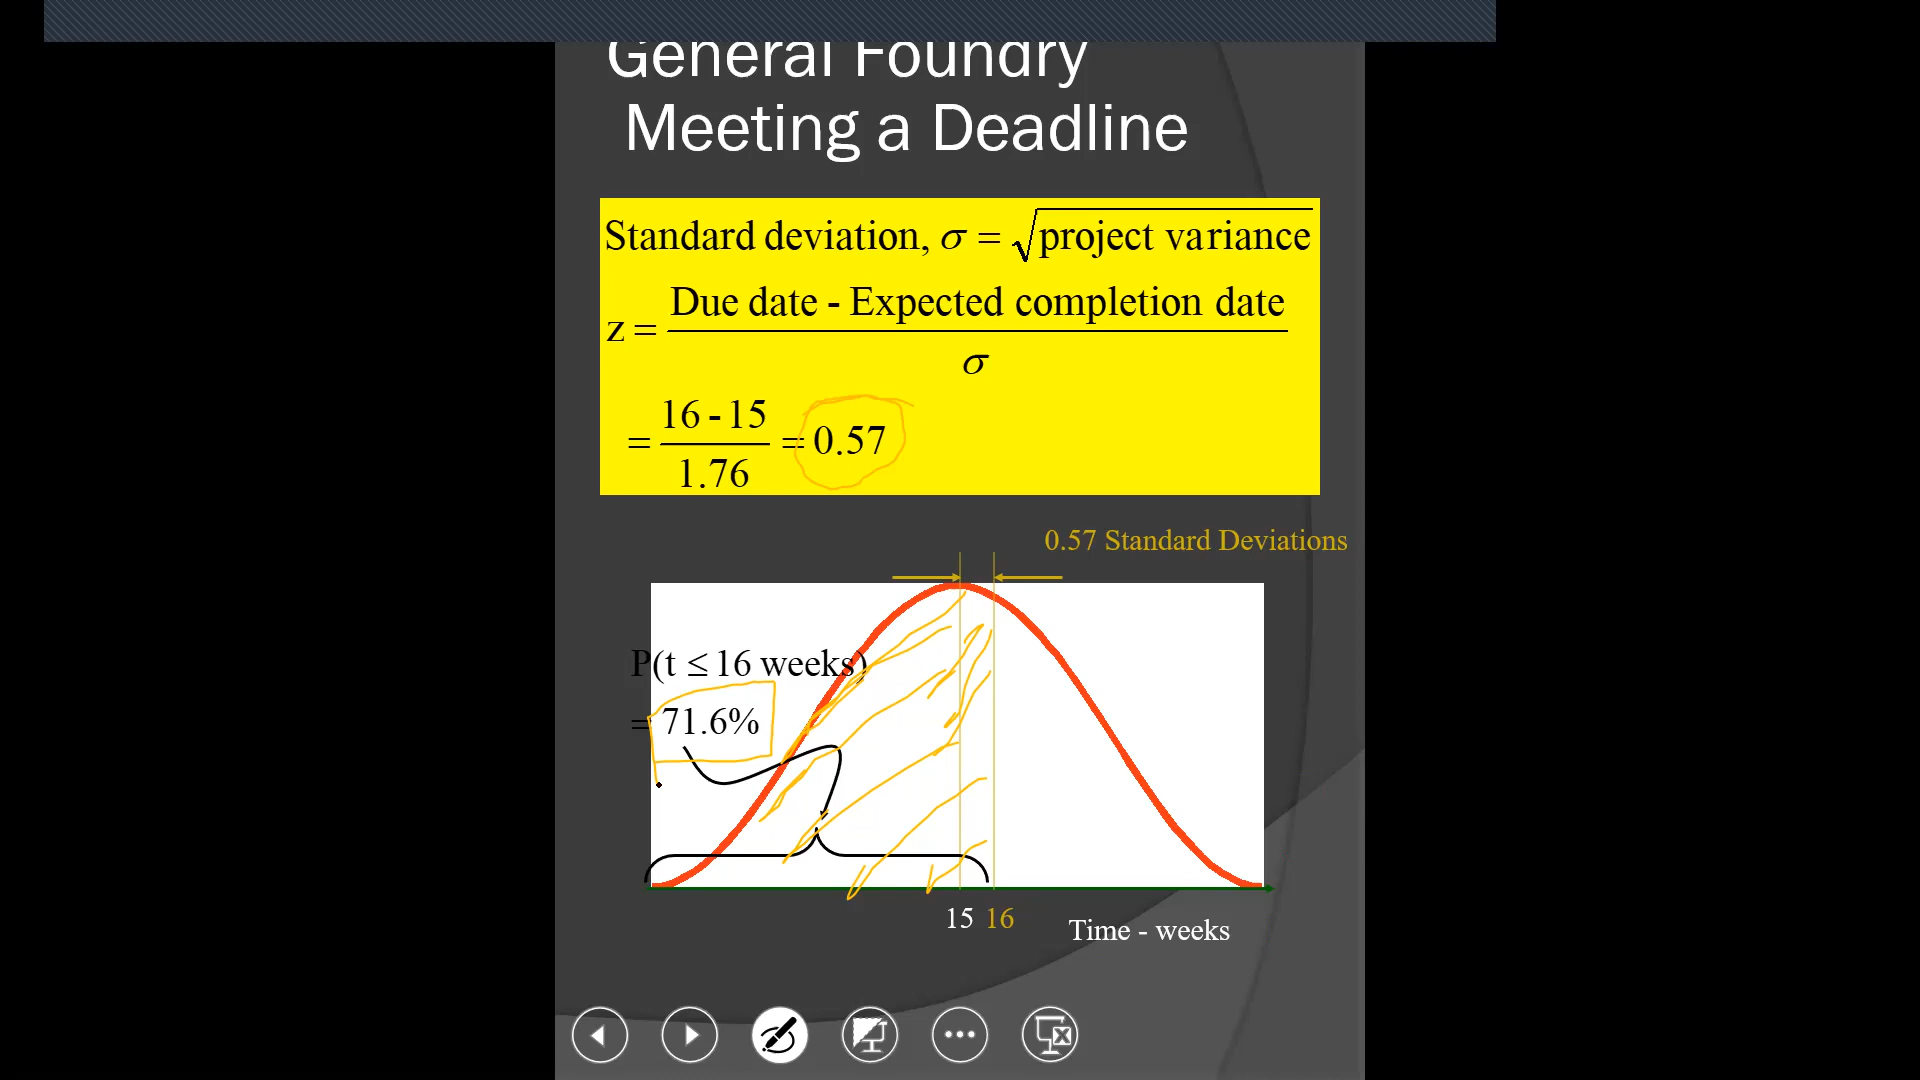 General Foundry
Meeting a Deadline
Standard deviation, σ = √project variance
z = Due date - Expected completion date / σ
= 16 - 15 / 1.76 = 0.57
0.57 Standard Deviations
P(t ≤ 16 weeks)
= 71.6%
15 16
Time - weeks